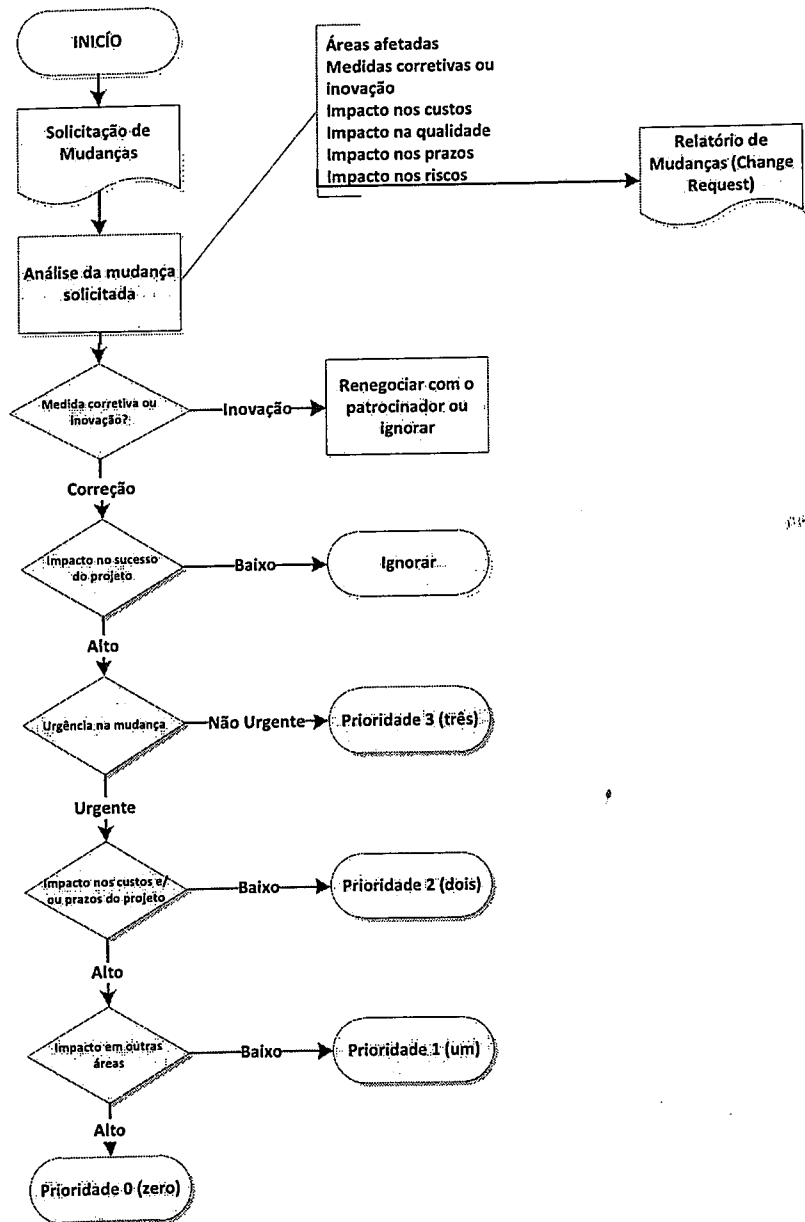 INICÍO
Áreas afetadas
Medidas corretivas ou
inovação
Impacto nos custos
Impacto na qualidade
Impacto nos prazos
Impacto nos riscos
Solicitação de
Mudanças
Relatório de
Mudanças (Change
Request)
Análise da mudança
solicitada
Medida corretiva ou
inovação?
Inovação
Renegociar com o
patrocinador ou
ignorar
Correção
Impacto no sucesso
do projeto
Baixo
Ignorar
Alto
Urgência na mudança
Não Urgente
Prioridade 3 (três)
Urgente
Impacto nos custos e/
ou prazos do projeto
Baixo
Prioridade 2 (dois)
Alto
Impacto em outras
áreas
Baixo
Prioridade 1 (um)
Alto
Prioridade 0 (zero)